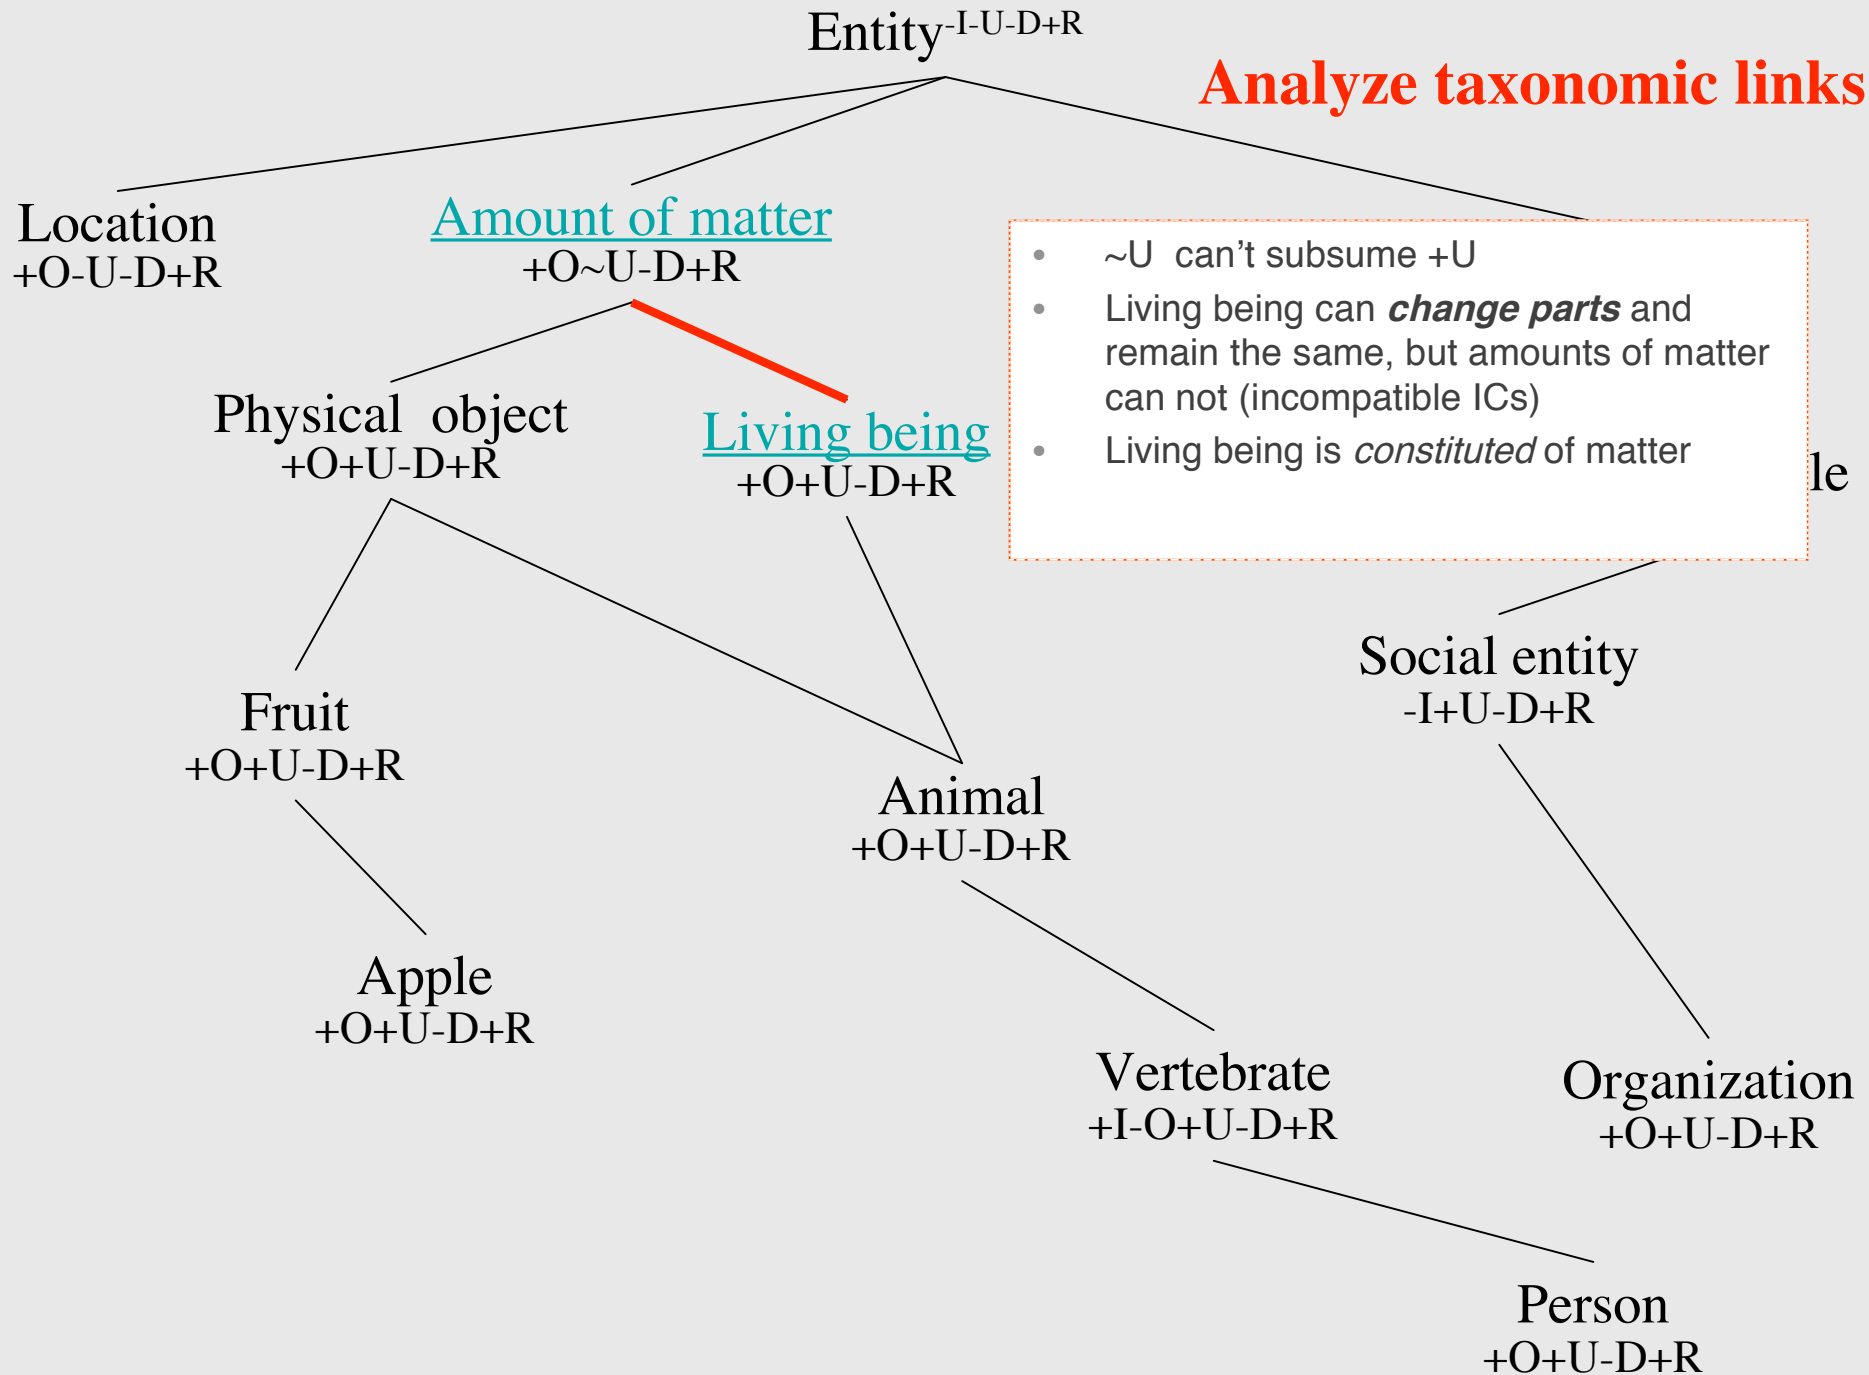 Entity-I-U-D+R
Analyze taxonomic links
Location
+O-U-D+R
Amount of matter
+O~U-D+R
• ~U can't subsume +U
• Living being can change parts and
remain the same, but amounts of matter
can not (incompatible ICs)
• Living being is constituted of matter
Physical object
+O+U-D+R
Living being
+O+U-D+R
le
Fruit
+O+U-D+R
Social entity
-I+U-D+R
Animal
+O+U-D+R
Apple
+O+U-D+R
Vertebrate
+I-O+U-D+R
Organization
+O+U-D+R
Person
+O+U-D+R